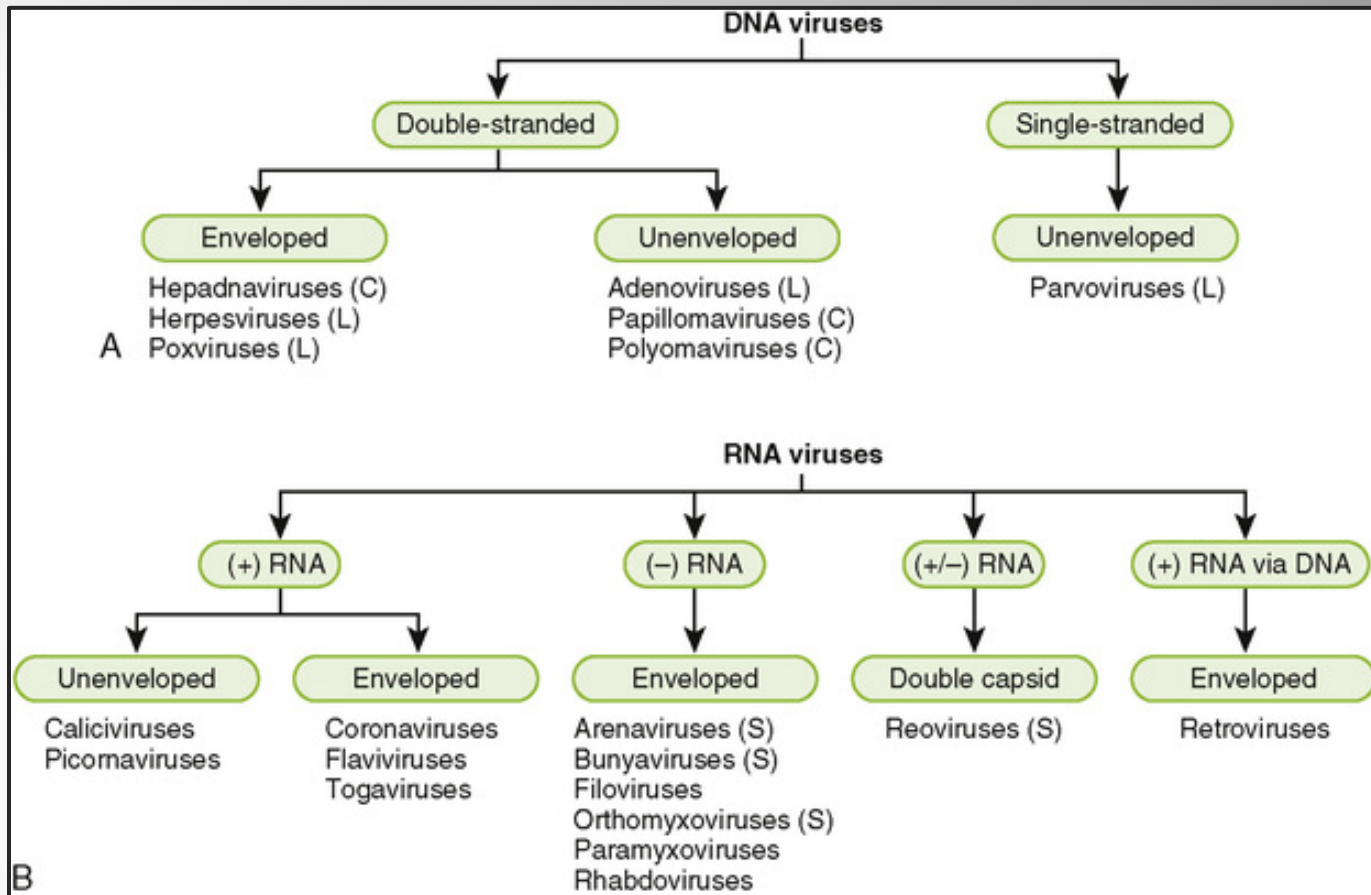 DNA viruses
Double-stranded
Single-stranded
Enveloped
Unenveloped
Unenveloped
Hepadnaviruses (C)
Herpesviruses (L)
Poxviruses (L)
Adenoviruses (L)
Papillomaviruses (C)
Polyomaviruses (C)
Parvoviruses (L)
A
RNA viruses
(+) RNA
(–) RNA
(+/–) RNA
(+) RNA via DNA
Unenveloped
Enveloped
Enveloped
Double capsid
Enveloped
Caliciviruses
Picornaviruses
Coronaviruses
Flaviviruses
Togaviruses
Arenaviruses (S)
Bunyaviruses (S)
Filoviruses
Orthomyxoviruses (S)
Paramyxoviruses
Rhabdoviruses
Reoviruses (S)
Retroviruses
B